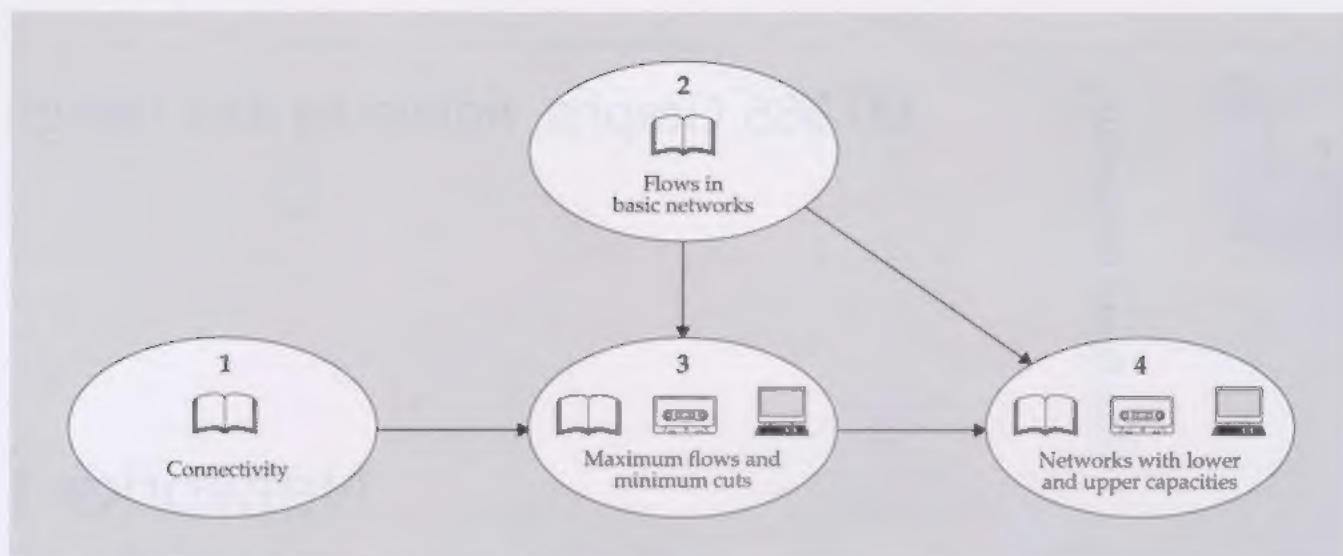 2
Flows in
basic networks
1
Connectivity
3
Maximum flows and
minimum cuts
4
Networks with lower
and upper capacities